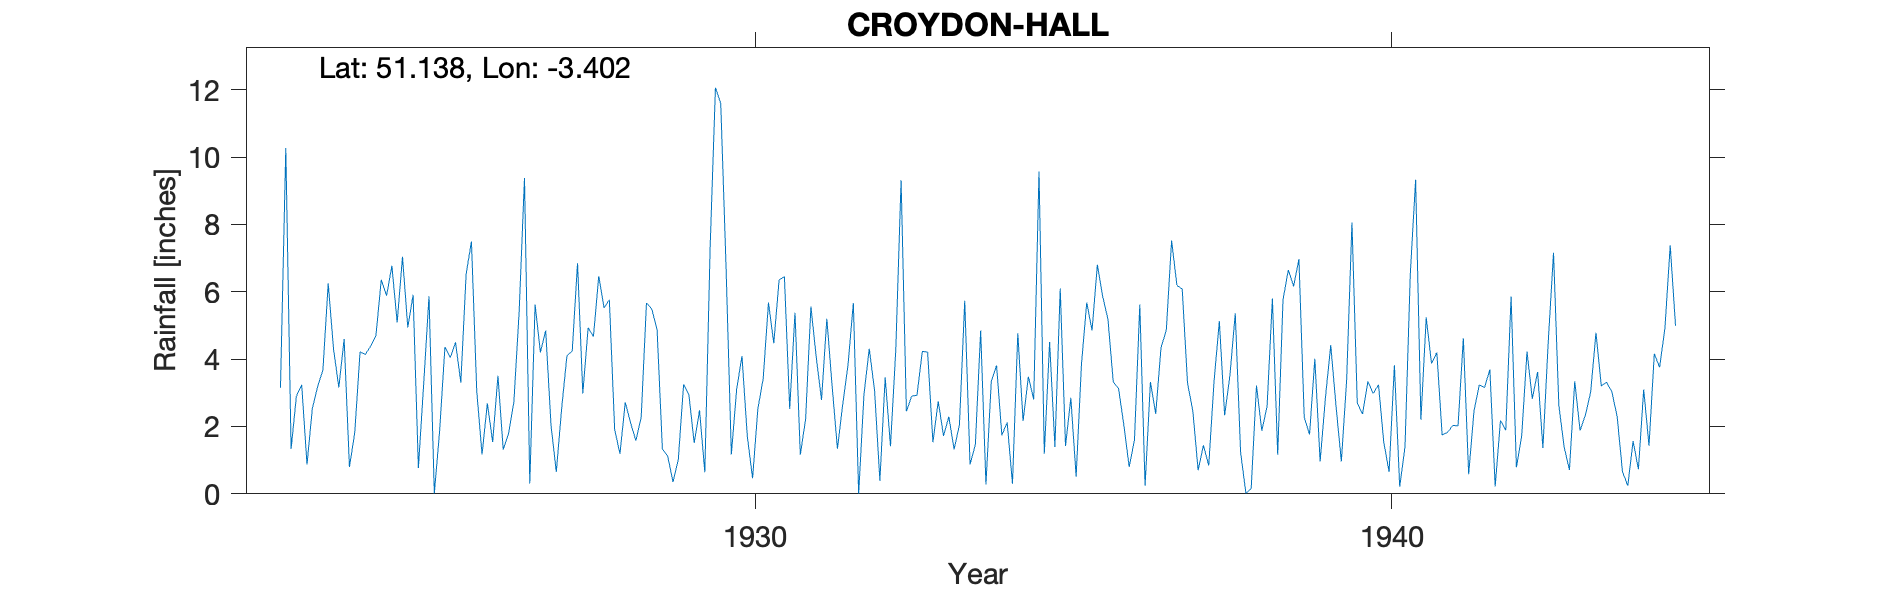 CROYDON-HALL
Lat: 51.138, Lon: -3.402
12
10
8
6
4
2
0
Rainfall [inches]
1930
1940
Year